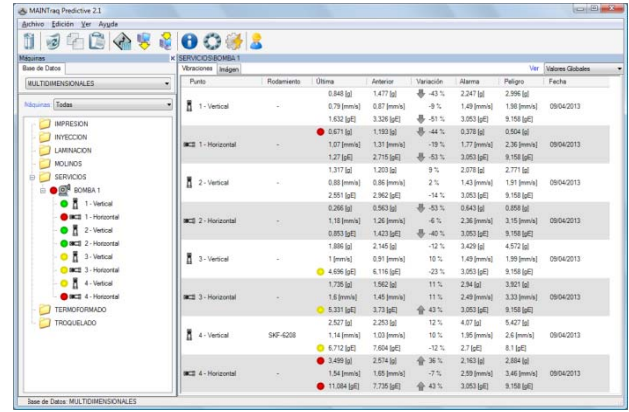 MAINTraq Predictive 2.1
Archivo Edición Ver Ayuda
Máquinas
SERVICIOS\BOMBA 1
Base de Datos
Vibraciones Imágen
Ver Valores Globales
MULTIDIMENSIONALES
Máquinas: Todas
IMPRESION
INYECCION
LAMINACION
MOLINOS
SERVICIOS
BOMBA 1
1 - Vertical
1 - Horizontal
2 - Vertical
2 - Horizontal
3 - Vertical
3 - Horizontal
4 - Vertical
4 - Horizontal
TERMOFORMADO
TROQUELADO
Punto Rodamiento Última Anterior Variación Alarma Peligro Fecha
0.848 [g] 1,477 [g] -43 % 2,247 [g] 2,996 [g]
1 - Vertical - 0.79 [mm/s] 0,87 [mm/s] -9 % 1,49 [mm/s] 1,98 [mm/s] 09/04/2013
1,632 [gE] 3,326 [gE] -51 % 3,053 [gE] 9.158 [gE]
0,671 [g] 1,193 [g] -44 % 0,378 [g] 0,504 [g]
1 - Horizontal - 1,07 [mm/s] 1,31 [mm/s] -19 % 1,77 [mm/s] 2,36 [mm/s] 09/04/2013
1,27 [gE] 2,715 [gE] -53 % 3,053 [gE] 9.158 [gE]
1.317 [g] 1,203 [g] 9 % 2,078 [g] 2,771 [g]
2 - Vertical - 0,88 [mm/s] 0,86 [mm/s] 2 % 1,43 [mm/s] 1,91 [mm/s] 09/04/2013
2,551 [gE] 2,962 [gE] -14 % 3,053 [gE] 9.158 [gE]
0,266 [g] 0,563 [g] -53 % 0,643 [g] 0,858 [g]
2 - Horizontal - 1,18 [mm/s] 1,26 [mm/s] -6 % 2,36 [mm/s] 3,15 [mm/s] 09/04/2013
0,853 [gE] 1,423 [gE] -40 % 3,053 [gE] 9.158 [gE]
1,886 [g] 2,145 [g] -12 % 3,429 [g] 4,572 [g]
3 - Vertical - 1 [mm/s] 0,91 [mm/s] 10 % 1,49 [mm/s] 1,99 [mm/s] 09/04/2013
4,696 [gE] 6,116 [gE] -23 % 3,053 [gE] 9.158 [gE]
1,735 [g] 1,562 [g] 11 % 2,94 [g] 3,921 [g]
3 - Horizontal - 1.6 [mm/s] 1,45 [mm/s] 11 % 2,49 [mm/s] 3,33 [mm/s] 09/04/2013
5,331 [gE] 3,73 [gE] 43 % 3,053 [gE] 9.158 [gE]
2,527 [g] 2,253 [g] 12 % 4,07 [g] 5,427 [g]
4 - Vertical SKF-6208 1,14 [mm/s] 1,03 [mm/s] 10 % 1,95 [mm/s] 2,6 [mm/s] 09/04/2013
6,712 [gE] 7,604 [gE] -12 % 2,7 [gE] 8,1 [gE]
3,499 [g] 2,574 [g] 36 % 2,163 [g] 2,884 [g]
4 - Horizontal - 1,54 [mm/s] 1,65 [mm/s] -7 % 2,59 [mm/s] 3,46 [mm/s] 09/04/2013
11,084 [gE] 7,735 [gE] 43 % 3,053 [gE] 9.158 [gE]
Base de Datos: MULTIDIMENSIONALES